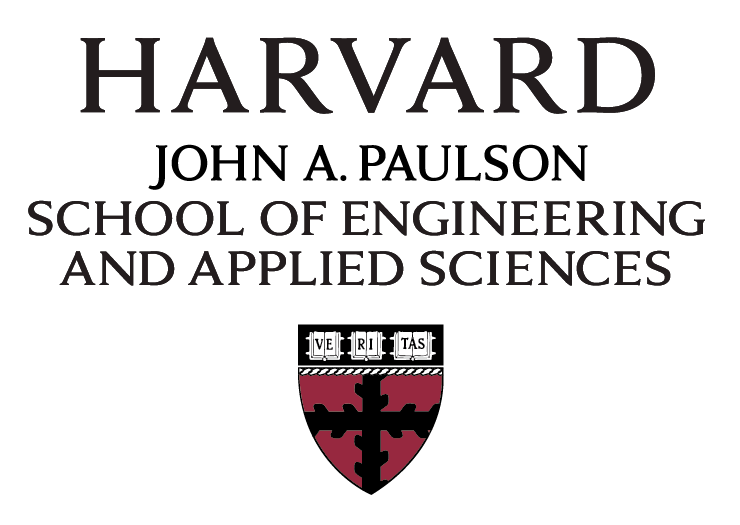 HARVARD
JOHN A. PAULSON
SCHOOL OF ENGINEERING
AND APPLIED SCIENCES
VE RI TAS